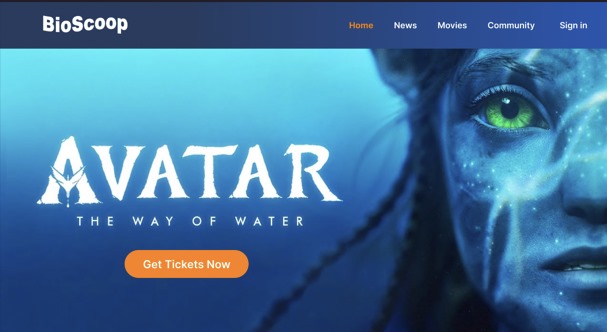 BioScoop
Home News Movies Community Sign in
AVATAR
THE WAY OF WATER
Get Tickets Now